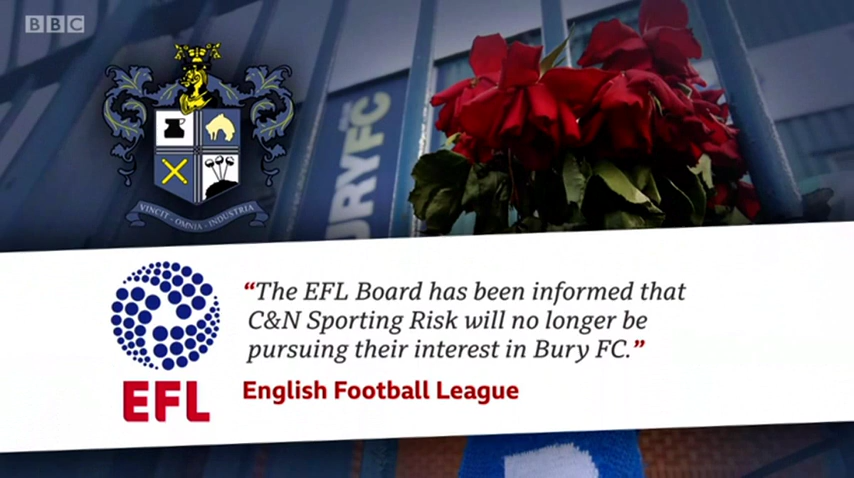 BBC
BURY FC
VINCIT - OMNIA - INDUSTRIA
“The EFL Board has been informed that
C&N Sporting Risk will no longer be
pursuing their interest in Bury FC.”
EFL
English Football League